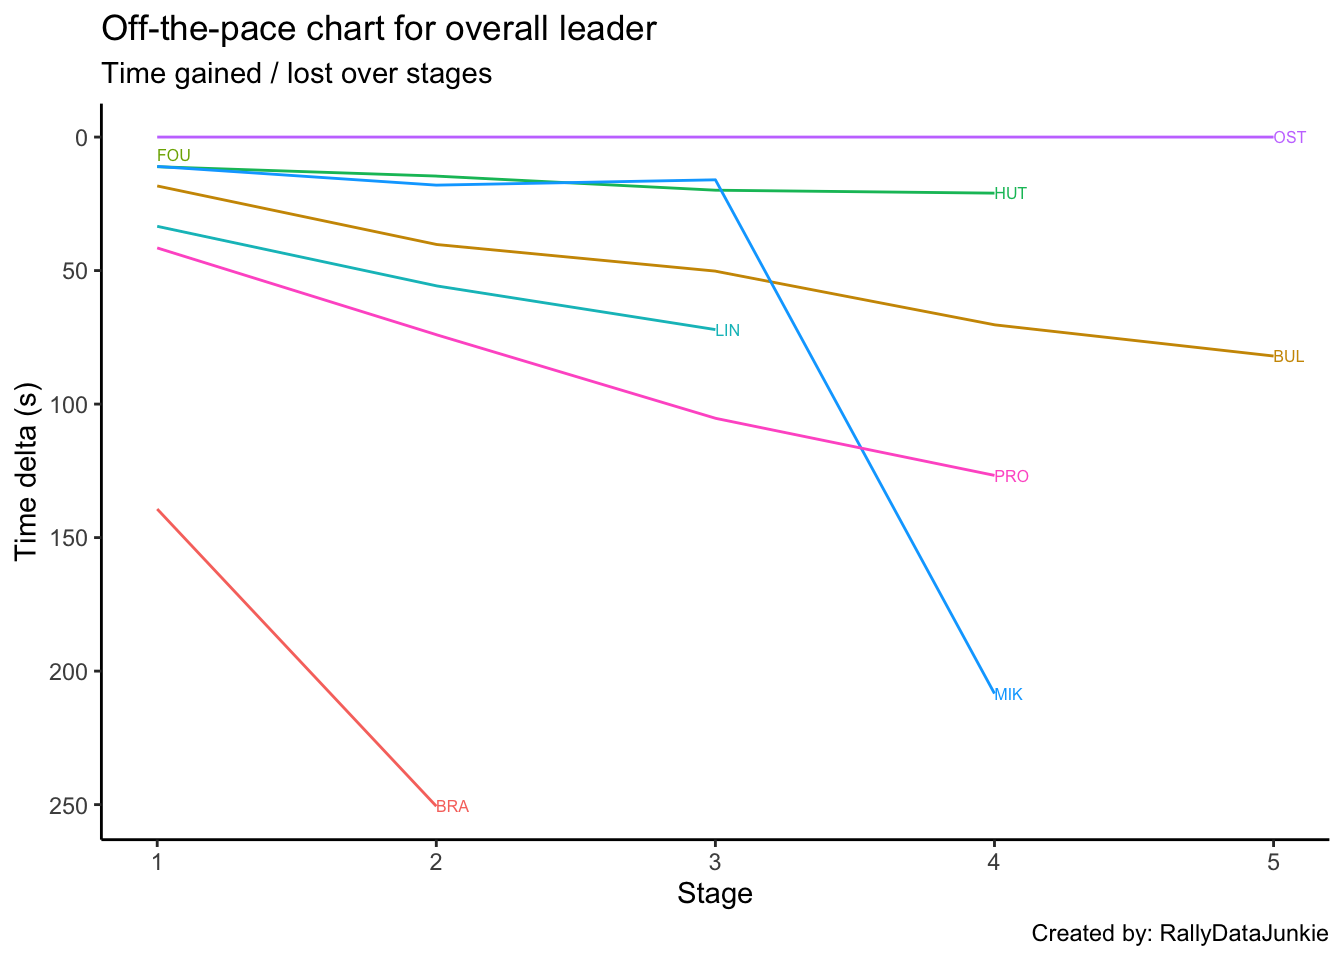 Off-the-pace chart for overall leader
Time gained / lost over stages
0
50
100
150
200
250
Time delta (s)
OST
FOU
HUT
LIN
BUL
PRO
MIK
BRA
1 2 3 4 5
Stage
Created by: RallyDataJunkie